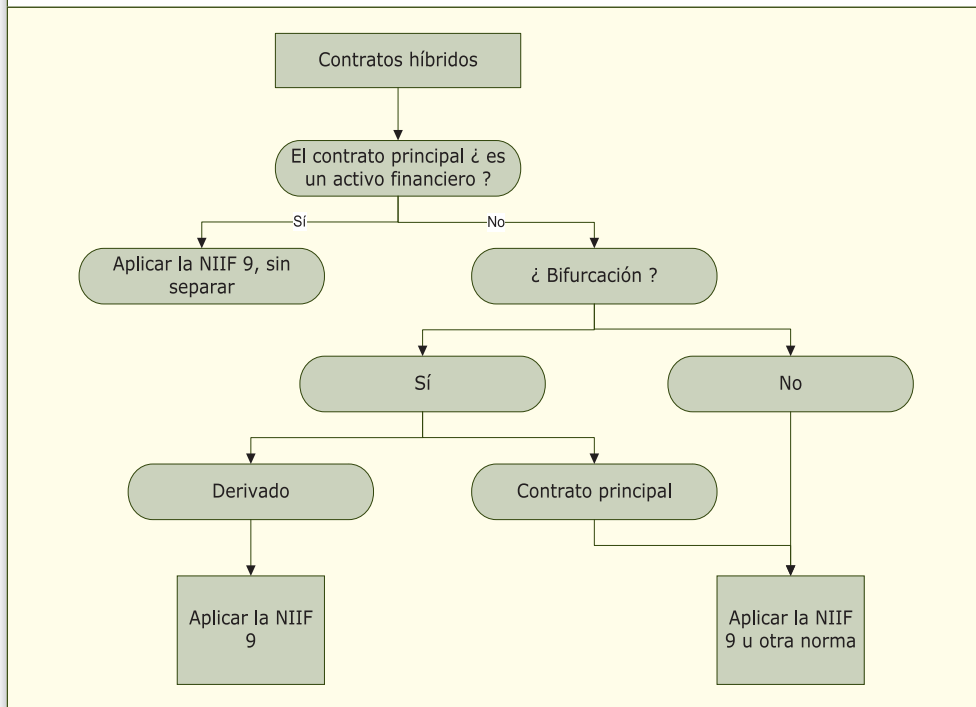 Contratos híbridos
El contrato principal ¿ es
un activo financiero ?
Sí
No
Aplicar la NIIF 9, sin
separar
¿ Bifurcación ?
Sí
No
Derivado
Contrato principal
Aplicar la NIIF
9
Aplicar la NIIF
9 u otra norma